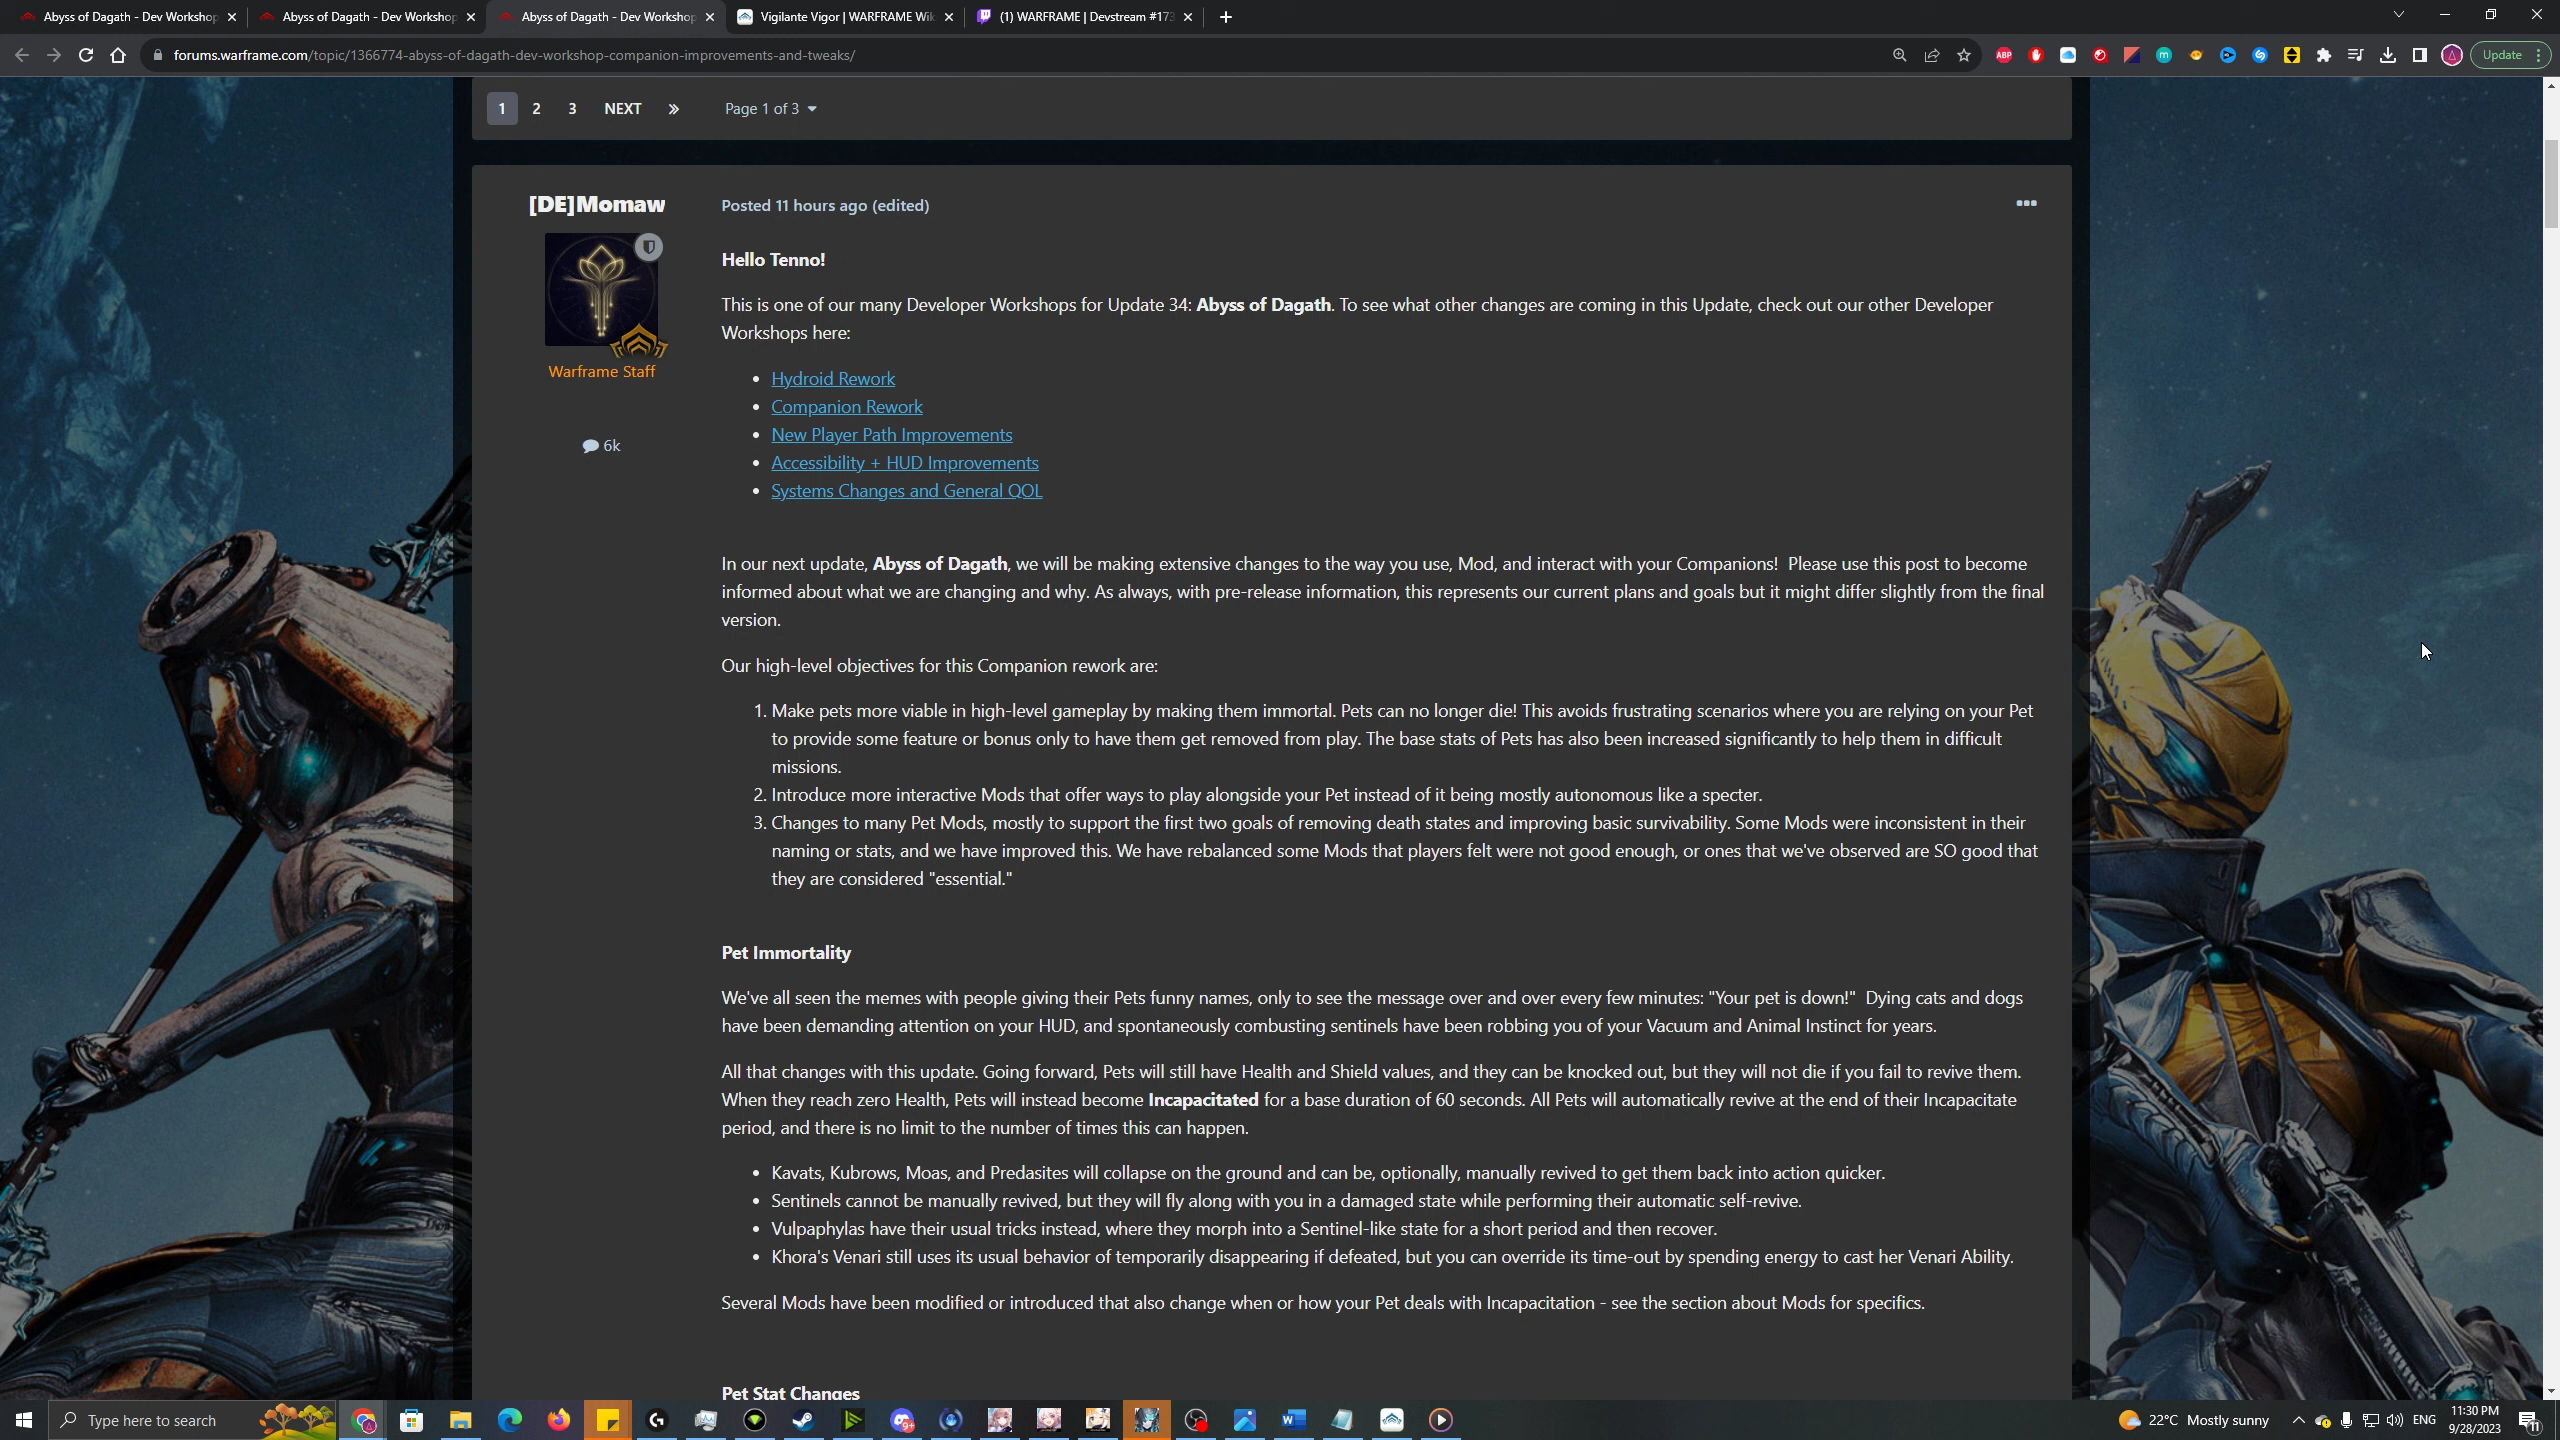 Abyss of Dagath - Dev Workshop
Abyss of Dagath - Dev Workshop
Abyss of Dagath - Dev Workshop
Vigilante Vigor | WARFRAME Wik
(1) WARFRAME | Devstream #173
forums.warframe.com/topic/1366774-abyss-of-dagath-dev-workshop-companion-improvements-and-tweaks/
ABP
Update
1 2 3 NEXT Page 1 of 3
[DE]Momaw
Posted 11 hours ago (edited)
Warframe Staff
6k
Hello Tenno!
This is one of our many Developer Workshops for Update 34: Abyss of Dagath. To see what other changes are coming in this Update, check out our other Developer
Workshops here:
• Hydroid Rework
• Companion Rework
• New Player Path Improvements
• Accessibility + HUD Improvements
• Systems Changes and General QOL
In our next update, Abyss of Dagath, we will be making extensive changes to the way you use, Mod, and interact with your Companions!  Please use this post to become
informed about what we are changing and why. As always, with pre-release information, this represents our current plans and goals but it might differ slightly from the final
version.
Our high-level objectives for this Companion rework are:
1. Make pets more viable in high-level gameplay by making them immortal. Pets can no longer die! This avoids frustrating scenarios where you are relying on your Pet
to provide some feature or bonus only to have them get removed from play. The base stats of Pets has also been increased significantly to help them in difficult
missions.
2. Introduce more interactive Mods that offer ways to play alongside your Pet instead of it being mostly autonomous like a specter.
3. Changes to many Pet Mods, mostly to support the first two goals of removing death states and improving basic survivability. Some Mods were inconsistent in their
naming or stats, and we have improved this. We have rebalanced some Mods that players felt were not good enough, or ones that we've observed are SO good that
they are considered "essential."
Pet Immortality
We've all seen the memes with people giving their Pets funny names, only to see the message over and over every few minutes: "Your pet is down!"  Dying cats and dogs
have been demanding attention on your HUD, and spontaneously combusting sentinels have been robbing you of your Vacuum and Animal Instinct for years.
All that changes with this update. Going forward, Pets will still have Health and Shield values, and they can be knocked out, but they will not die if you fail to revive them.
When they reach zero Health, Pets will instead become Incapacitated for a base duration of 60 seconds. All Pets will automatically revive at the end of their Incapacitate
period, and there is no limit to the number of times this can happen.
• Kavats, Kubrows, Moas, and Predasites will collapse on the ground and can be, optionally, manually revived to get them back into action quicker.
• Sentinels cannot be manually revived, but they will fly along with you in a damaged state while performing their automatic self-revive.
• Vulpaphylas have their usual tricks instead, where they morph into a Sentinel-like state for a short period and then recover.
• Khora's Venari still uses its usual behavior of temporarily disappearing if defeated, but you can override its time-out by spending energy to cast her Venari Ability.
Several Mods have been modified or introduced that also change when or how your Pet deals with Incapacitation - see the section about Mods for specifics.
Pet Stat Changes
Type here to search
22°C Mostly sunny
ENG
11:30 PM
9/28/2023
11